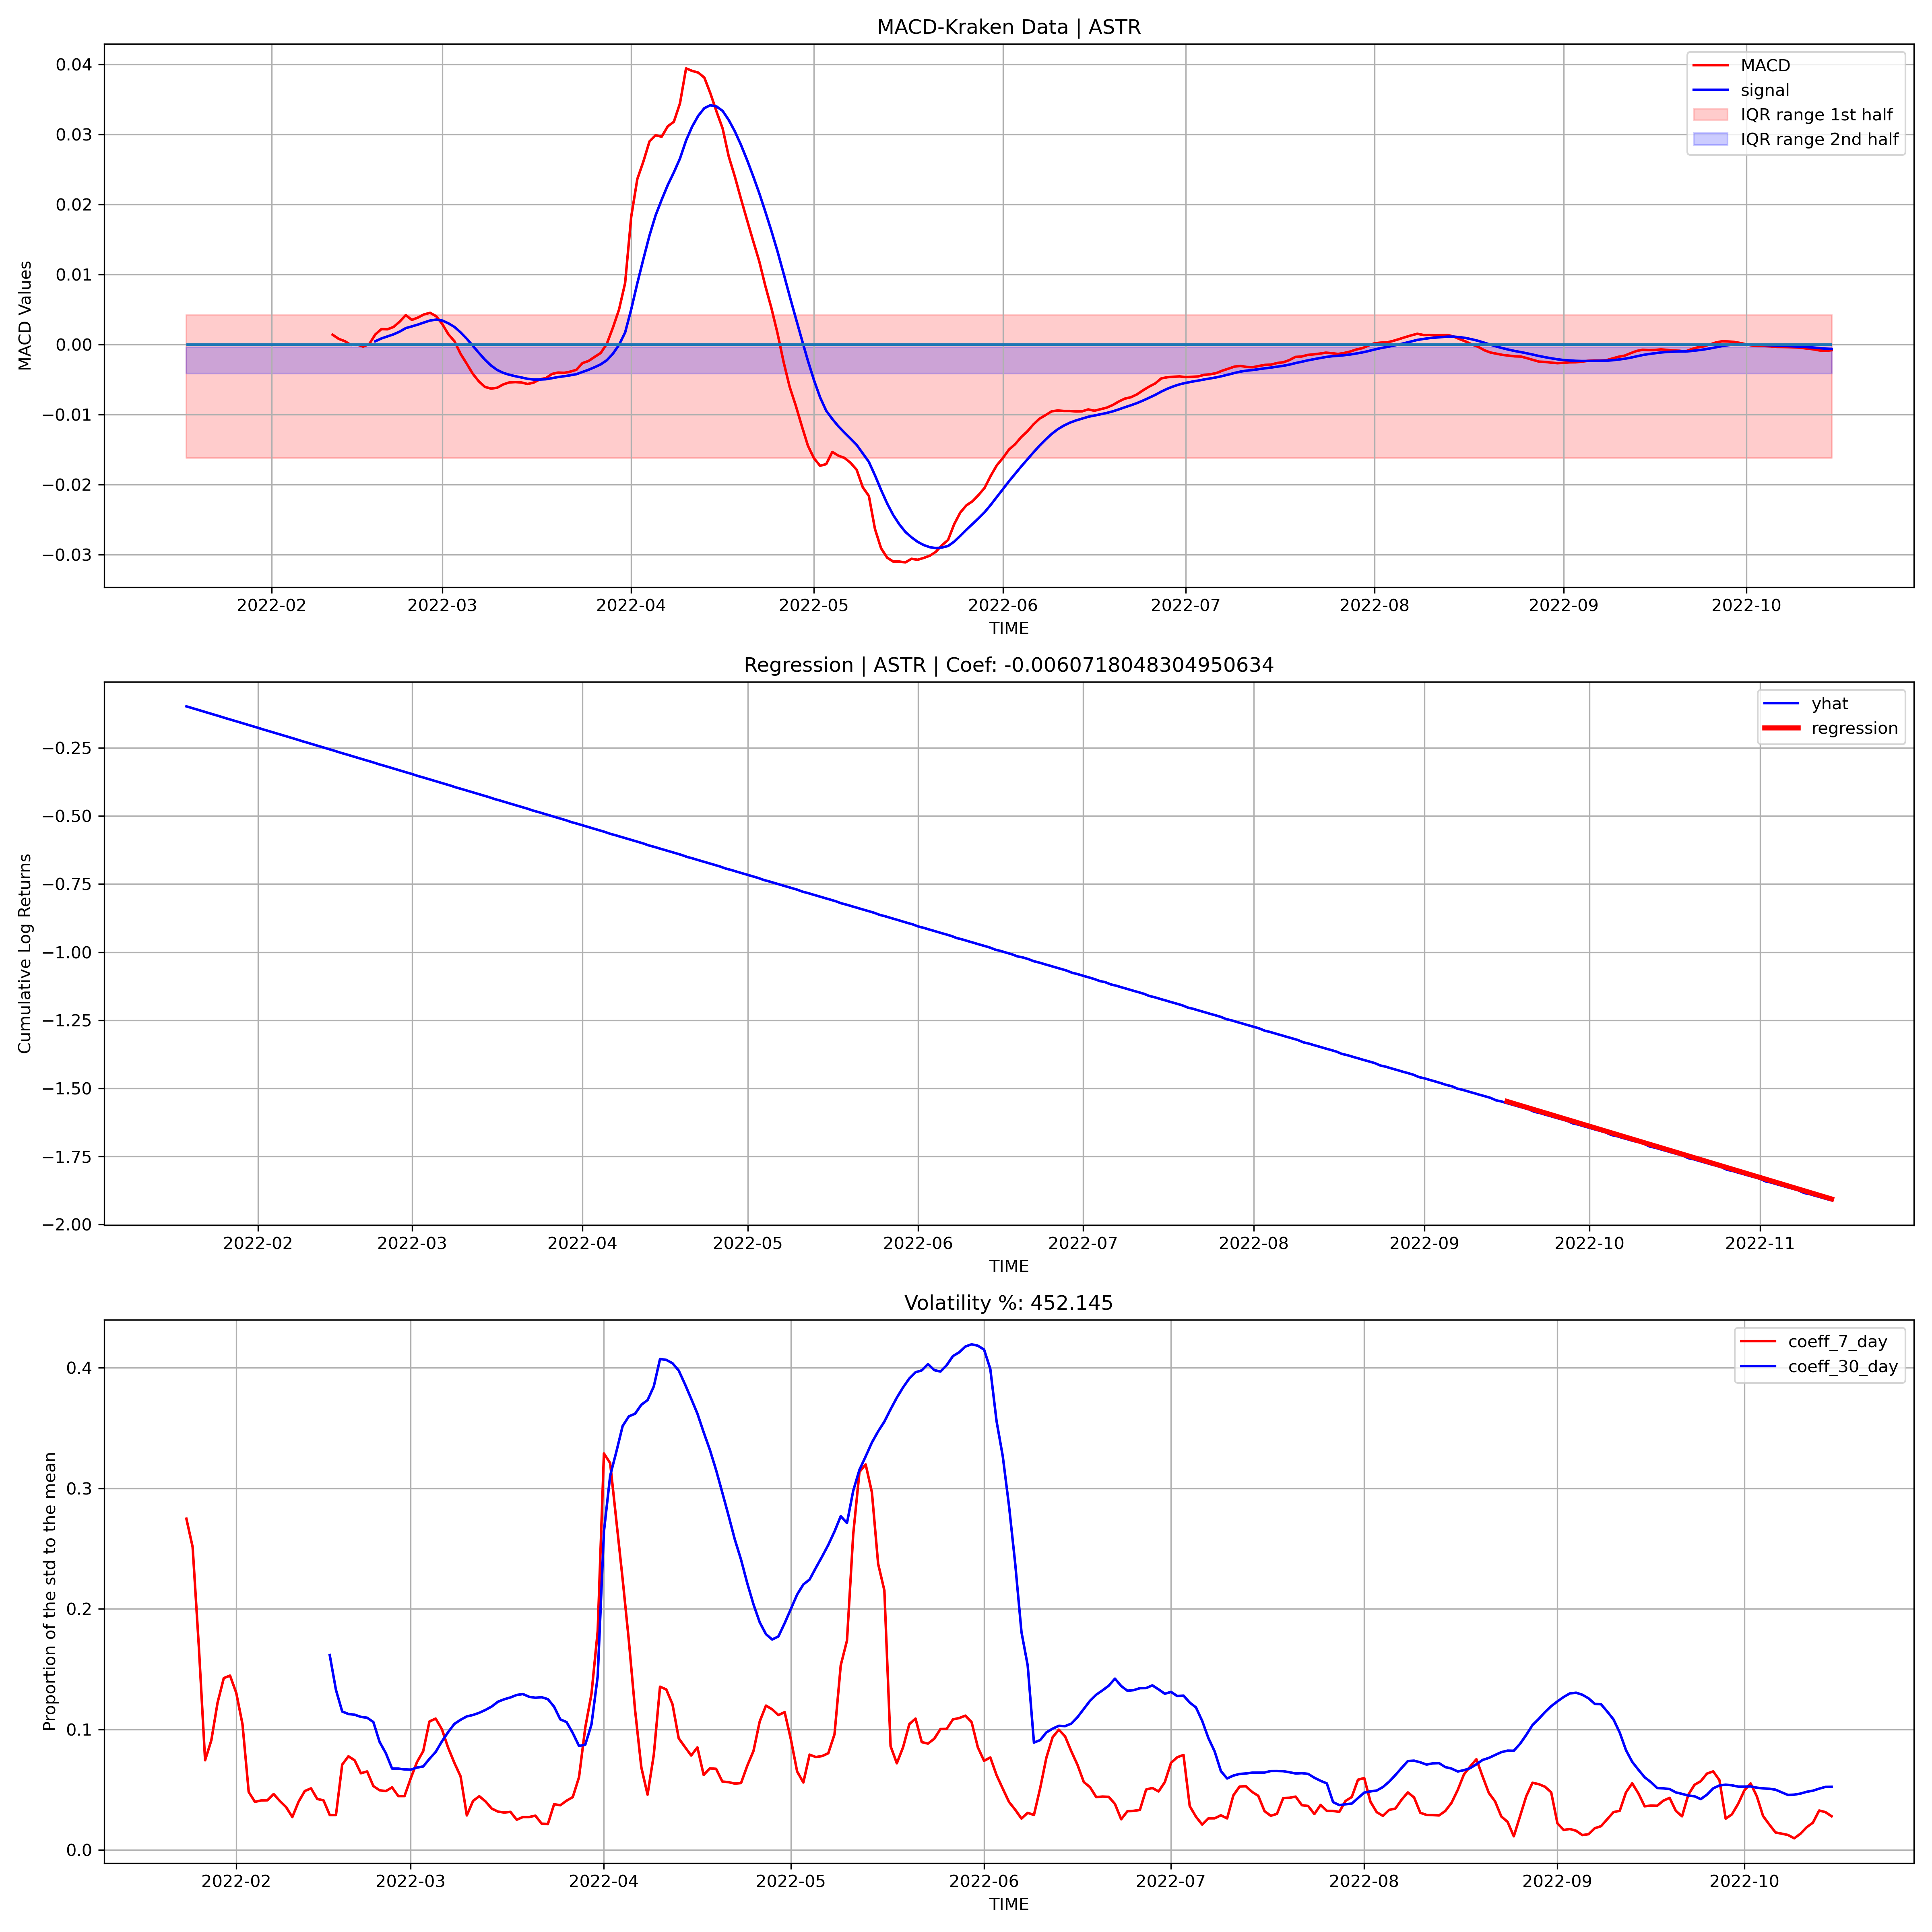 MACD-Kraken Data | ASTR
MACD
signal
IQR range 1st half
IQR range 2nd half
MACD Values
0.04
0.03
0.02
0.01
0.00
−0.01
−0.02
−0.03
2022-02 2022-03 2022-04 2022-05 2022-06 2022-07 2022-08 2022-09 2022-10
TIME
Regression | ASTR | Coef: -0.0060718048304950634
yhat
regression
Cumulative Log Returns
−0.25
−0.50
−0.75
−1.00
−1.25
−1.50
−1.75
−2.00
2022-02 2022-03 2022-04 2022-05 2022-06 2022-07 2022-08 2022-09 2022-10 2022-11
TIME
Volatility %: 452.145
coeff_7_day
coeff_30_day
Proportion of the std to the mean
0.4
0.3
0.2
0.1
0.0
2022-02 2022-03 2022-04 2022-05 2022-06 2022-07 2022-08 2022-09 2022-10
TIME